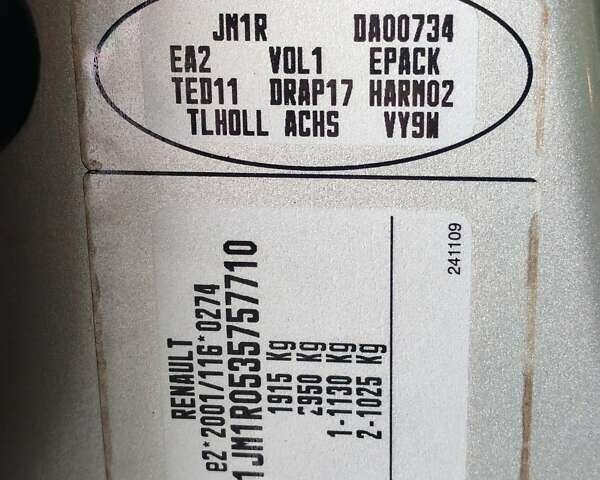 JM1R DA00734
EA2 VOL1 EPACK
TED11 DRAP17 HARM02
TLHOLL ACHS VY9W
RENAULT
e2*2001/116*0274
1JM1R0535757710
1915 Kg
2950 Kg
1-1130 Kg
2-1025 Kg
241109